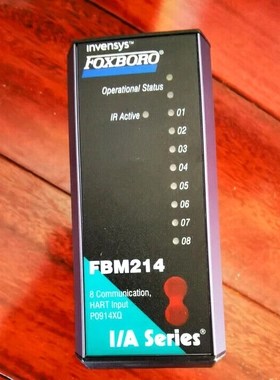 invensys™
FOXBORO®
Operational Status
IR Active
01
02
03
04
05
06
07
08
FBM214
8 Communication,
HART Input
P0914XQ
I/A Series®